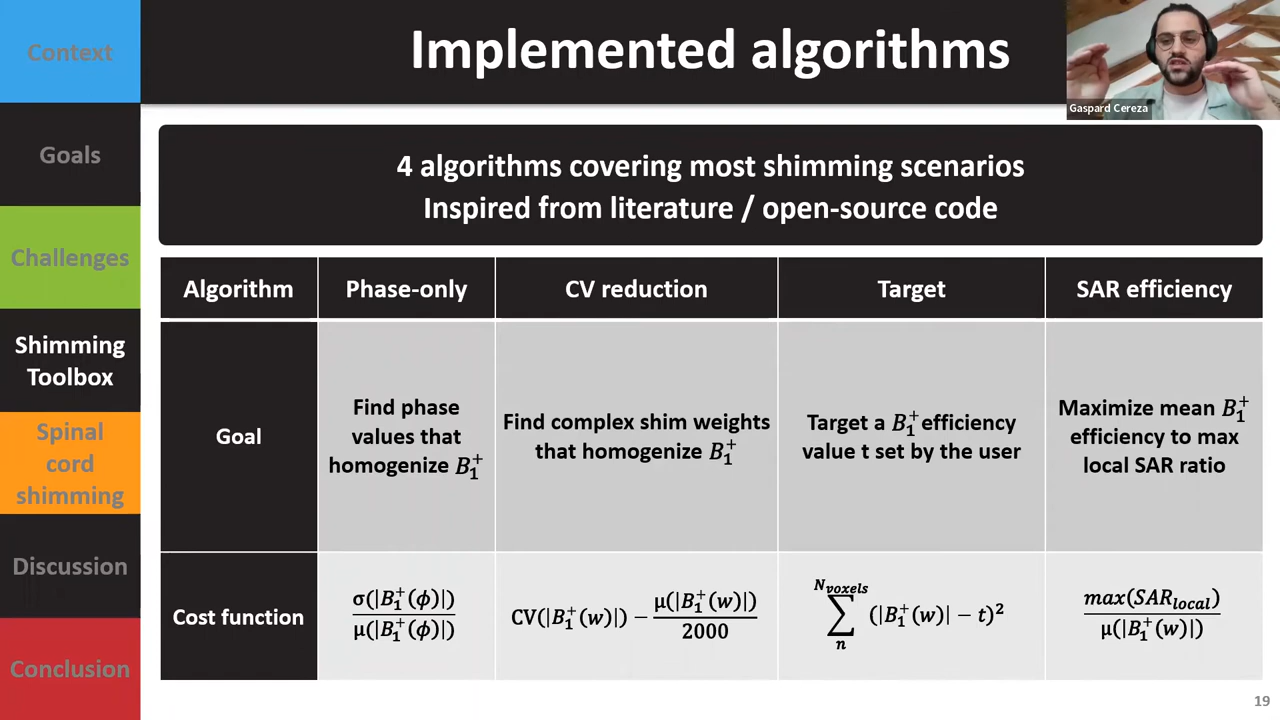 Context
Goals
Challenges
Shimming
Toolbox
Spinal
cord
shimming
Discussion
Conclusion
Implemented algorithms
Gaspard Cereza
4 algorithms covering most shimming scenarios
Inspired from literature / open-source code
Algorithm
Phase-only
CV reduction
Target
SAR efficiency
Goal
Find phase
values that
homogenize B₁⁺
Find complex shim weights
that homogenize B₁⁺
Target a B₁⁺ efficiency
value t set by the user
Maximize mean B₁⁺
efficiency to max
local SAR ratio
Cost function
σ(|B₁⁺(ϕ)|)
μ(|B₁⁺(ϕ)|)
CV(|B₁⁺(w)|) − μ(|B₁⁺(w)|)
2000
Nvoxels
∑ (|B₁⁺(w)| − t)²
n
max(SARlocal)
μ(|B₁⁺(w)|)
19